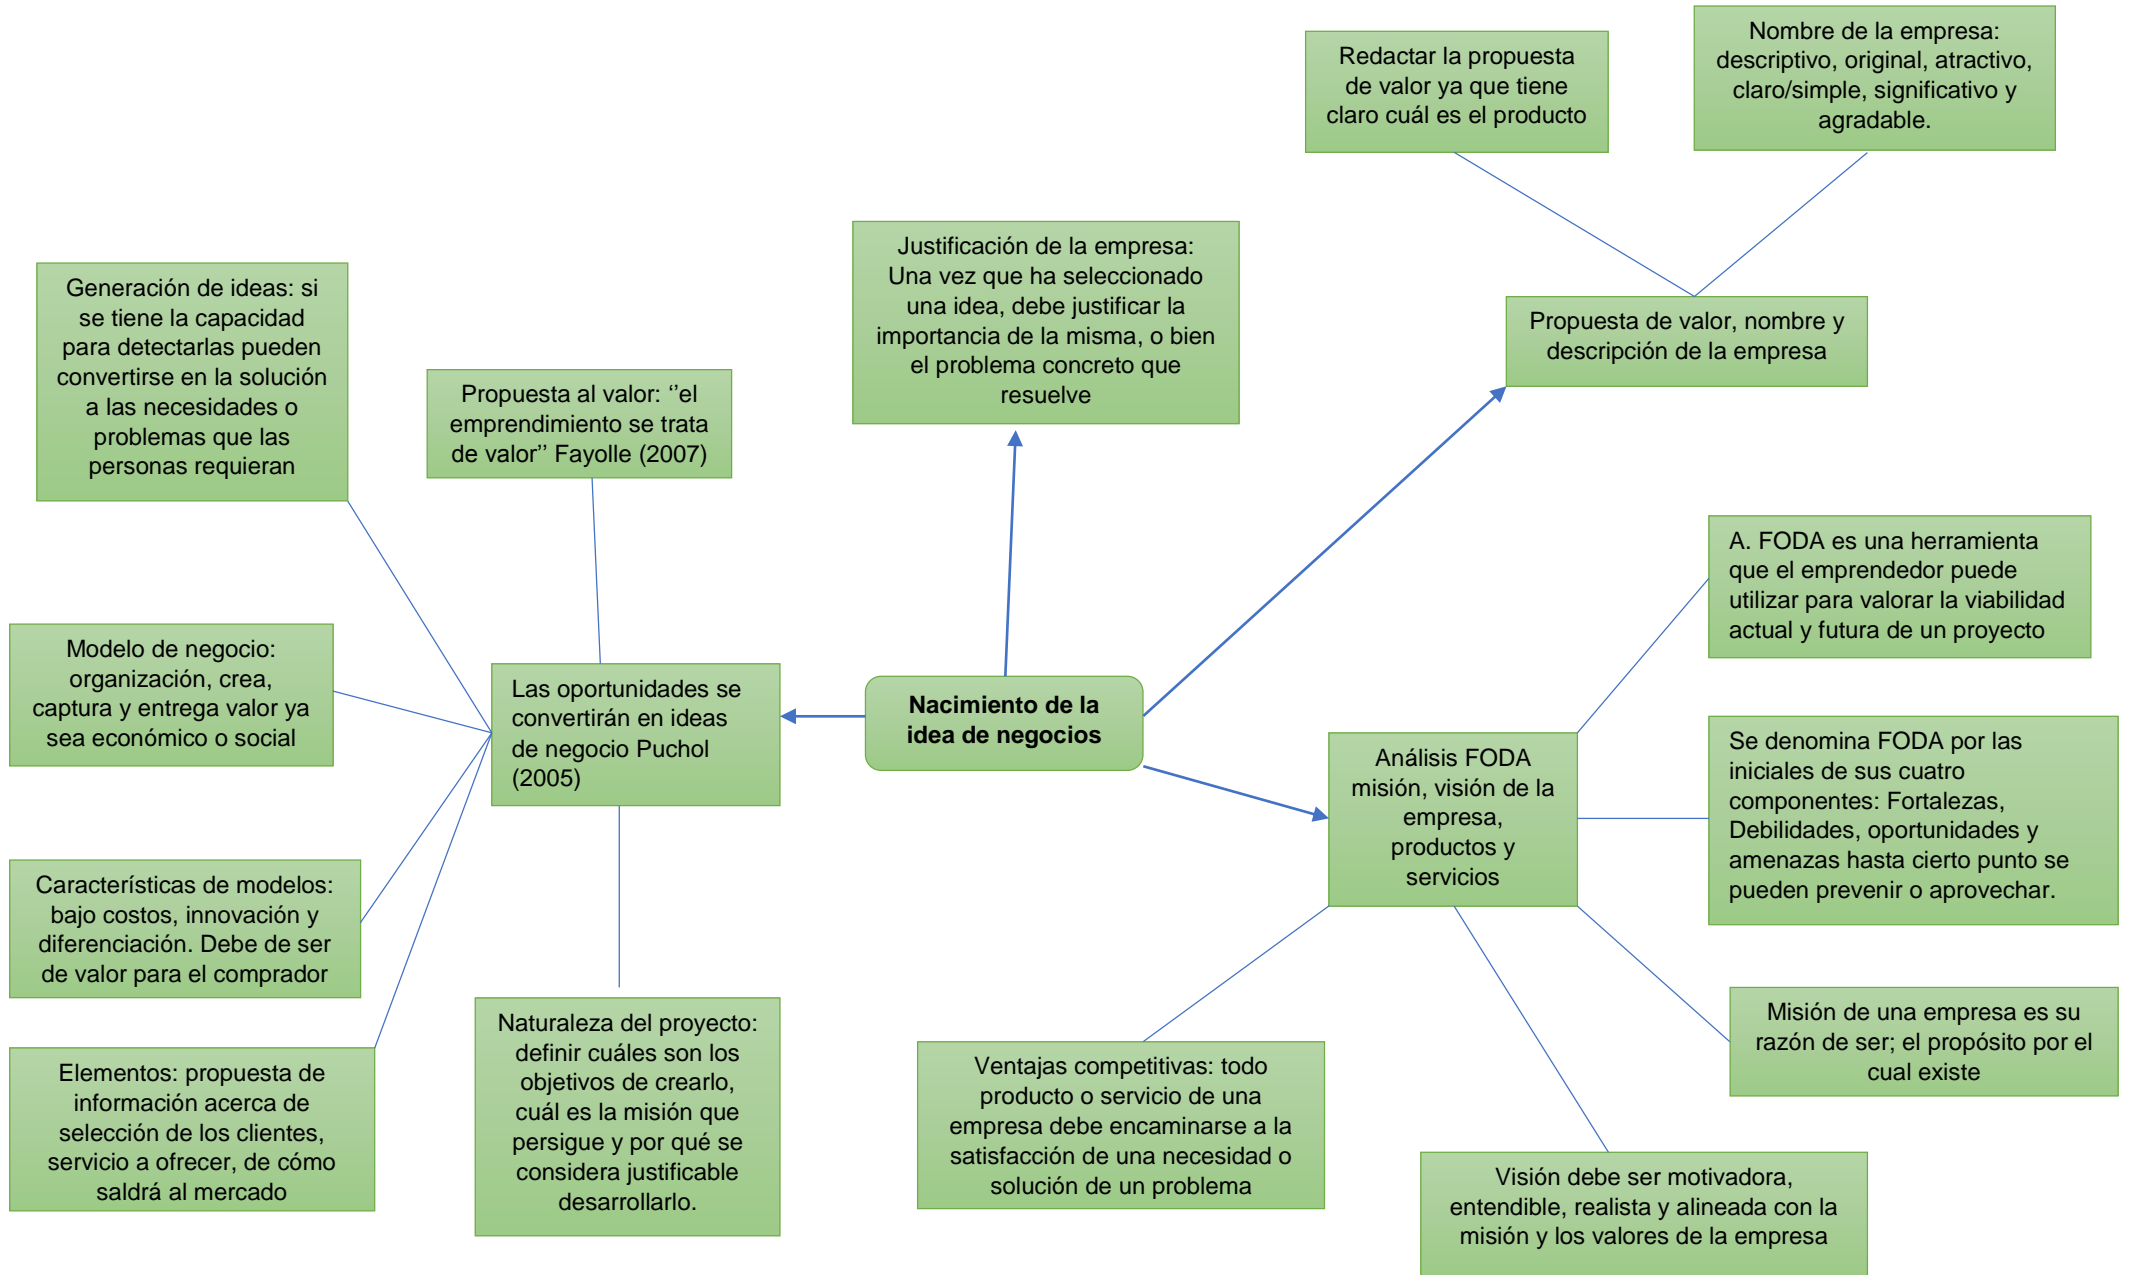 Redactar la propuesta
de valor ya que tiene
claro cuál es el producto
Nombre de la empresa:
descriptivo, original, atractivo,
claro/simple, significativo y
agradable.
Justificación de la empresa:
Una vez que ha seleccionado
una idea, debe justificar la
importancia de la misma, o bien
el problema concreto que
resuelve
Generación de ideas: si
se tiene la capacidad
para detectarlas pueden
convertirse en la solución
a las necesidades o
problemas que las
personas requieran
Propuesta al valor: ‘’el
emprendimiento se trata
de valor’’ Fayolle (2007)
Propuesta de valor, nombre y
descripción de la empresa
A. FODA es una herramienta
que el emprendedor puede
utilizar para valorar la viabilidad
actual y futura de un proyecto
Modelo de negocio:
organización, crea,
captura y entrega valor ya
sea económico o social
Las oportunidades se
convertirán en ideas
de negocio Puchol
(2005)
Nacimiento de la
idea de negocios
Análisis FODA
misión, visión de la
empresa,
productos y
servicios
Se denomina FODA por las
iniciales de sus cuatro
componentes: Fortalezas,
Debilidades, oportunidades y
amenazas hasta cierto punto se
pueden prevenir o aprovechar.
Características de modelos:
bajo costos, innovación y
diferenciación. Debe de ser
de valor para el comprador
Naturaleza del proyecto:
definir cuáles son los
objetivos de crearlo,
cuál es la misión que
persigue y por qué se
considera justificable
desarrollarlo.
Misión de una empresa es su
razón de ser; el propósito por el
cual existe
Elementos: propuesta de
información acerca de
selección de los clientes,
servicio a ofrecer, de cómo
saldrá al mercado
Ventajas competitivas: todo
producto o servicio de una
empresa debe encaminarse a la
satisfacción de una necesidad o
solución de un problema
Visión debe ser motivadora,
entendible, realista y alineada con la
misión y los valores de la empresa